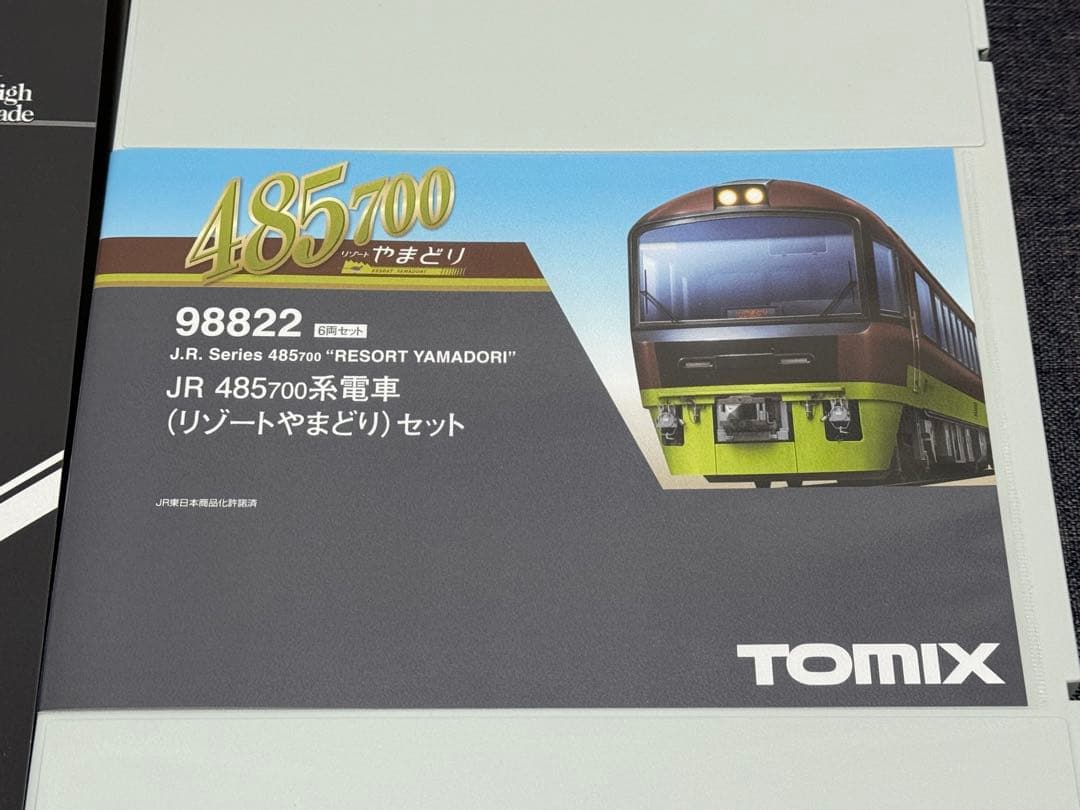 igh
ade
485700
リゾート やまどり
RESORT YAMADORI
98822 6両セット
J.R. Series 485700 “RESORT YAMADORI”
JR 485700系電車
(リゾートやまどり)セット
JR東日本商品化許諾済
TOMIX